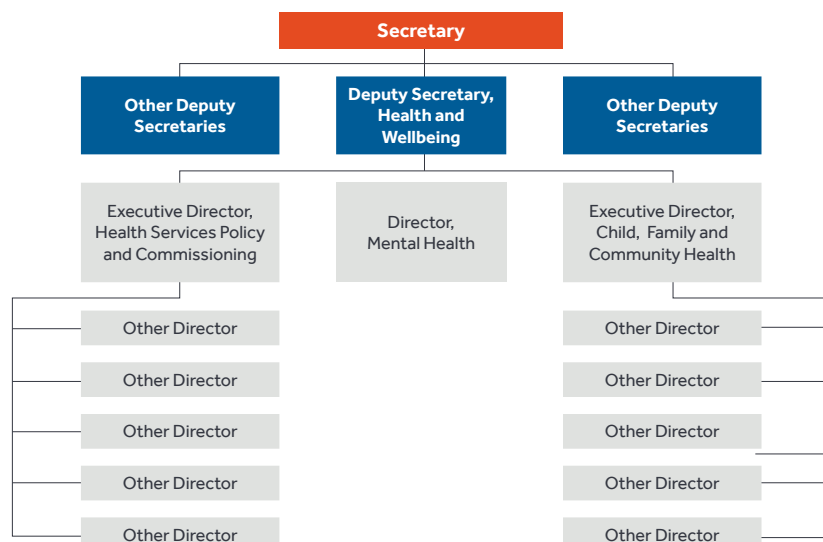 Secretary
Other Deputy
Secretaries
Deputy Secretary,
Health and
Wellbeing
Other Deputy
Secretaries
Executive Director,
Health Services Policy
and Commissioning
Director,
Mental Health
Executive Director,
Child, Family and
Community Health
Other Director
Other Director
Other Director
Other Director
Other Director
Other Director
Other Director
Other Director
Other Director
Other Director